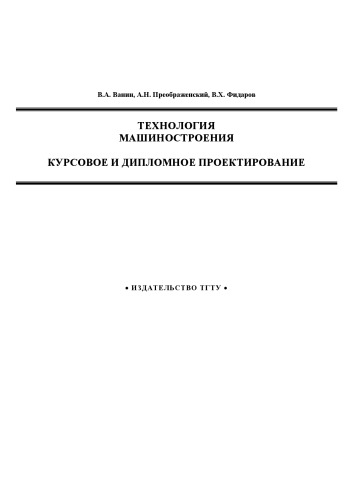 В.А. Ванин, А.Н. Преображенский, В.Х. Фидаров
ТЕХНОЛОГИЯ
МАШИНОСТРОЕНИЯ
КУРСОВОЕ И ДИПЛОМНОЕ ПРОЕКТИРОВАНИЕ
• ИЗДАТЕЛЬСТВО ТГТУ •